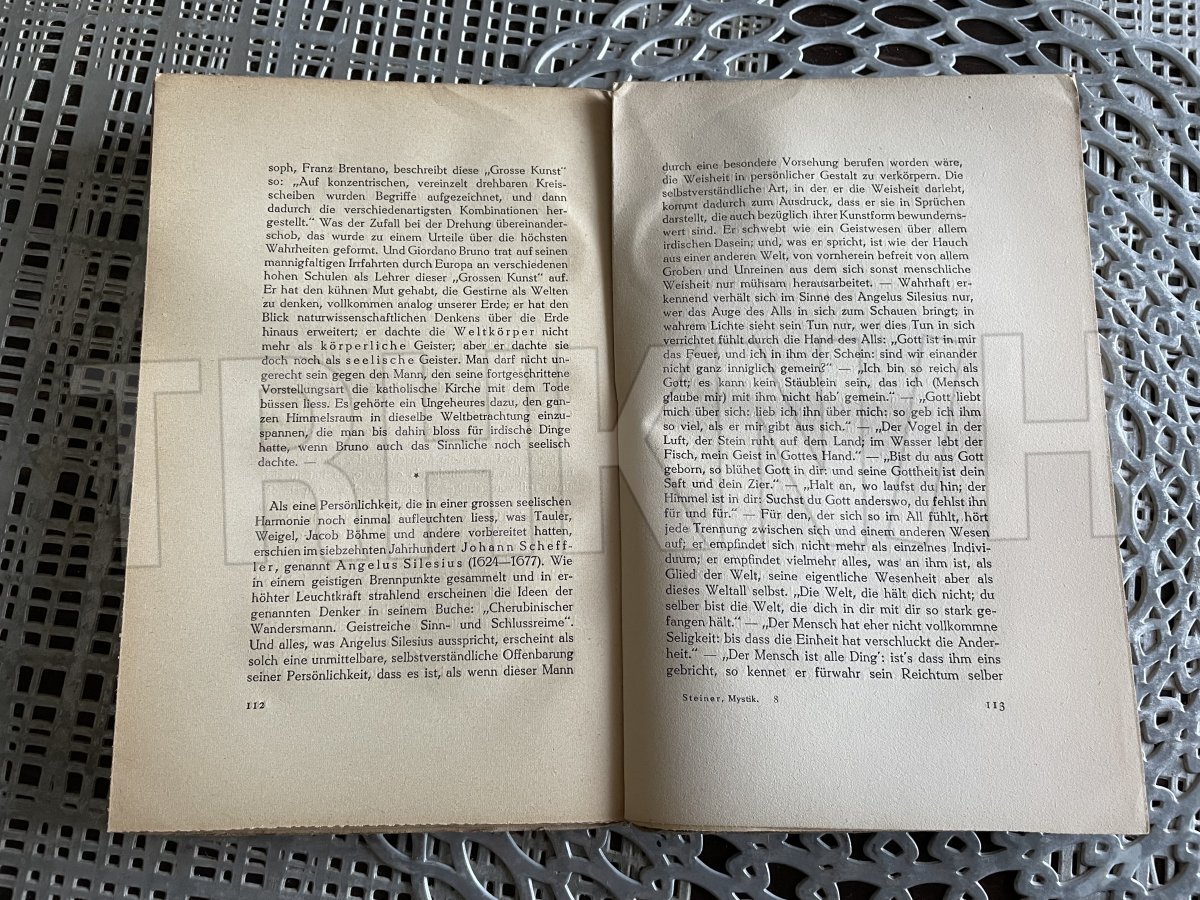 soph, Franz Brentano, beschreibt diese „Grosse Kunst“
so: „Auf konzentrischen, vereinzelt drehbaren Kreis-
scheiben wurden Begriffe aufgezeichnet, und dann
dadurch die verschiedenartigsten Kombinationen her-
gestellt.“ Was der Zufall bei der Drehung übereinander-
schob, das wurde zu einem Urteile über die höchsten
Wahrheiten geformt. Und Giordano Bruno trat auf seinen
mannigfaltigen Irrfahrten durch Europa an verschiedenen
hohen Schulen als Lehrer dieser „Grossen Kunst“ auf.
Er hat den kühnen Mut gehabt, die Gestirne als Welten
zu denken, vollkommen analog unserer Erde; er hat den
Blick naturwissenschaftlichen Denkens über die Erde
hinaus erweitert; er dachte die Weltkörper nicht
mehr als körperliche Geister; aber er dachte sie
doch noch als seelische Geister. Man darf nicht un-
gerecht sein gegen den Mann, den seine fortgeschrittene
Vorstellungsart die katholische Kirche mit dem Tode
büssen liess. Es gehörte ein Ungeheures dazu, den gan-
zen Himmelsraum in dieselbe Weltbetrachtung einzu-
spannen, die man bis dahin bloss für irdische Dinge
hatte, wenn Bruno auch das Sinnliche noch seelisch
dachte. —
*
Als eine Persönlichkeit, die in einer grossen seelischen
Harmonie noch einmal aufleuchten liess, was Tauler,
Weigel, Jacob Böhme und andere vorbereitet hatten,
erschien im siebzehnten Jahrhundert Johann Scheff-
ler, genannt Angelus Silesius (1624—1677). Wie
in einem geistigen Brennpunkte gesammelt und in er-
höhter Leuchtkraft strahlend erscheinen die Ideen der
genannten Denker in seinem Buche: „Cherubinischer
Wandersmann. Geistreiche Sinn- und Schlussreime“.
Und alles, was Angelus Silesius ausspricht, erscheint als
solch eine unmittelbare, selbstverständliche Offenbarung
seiner Persönlichkeit, dass es ist, als wenn dieser Mann
112
durch eine besondere Vorsehung berufen worden wäre,
die Weisheit in persönlicher Gestalt zu verkörpern. Die
selbstverständliche Art, in der er die Weisheit darlebt,
kommt dadurch zum Ausdruck, dass er sie in Sprüchen
darstellt, die auch bezüglich ihrer Kunstform bewunderns-
wert sind. Er schwebt wie ein Geistwesen über allem
irdischen Dasein; und, was er spricht, ist wie der Hauch
aus einer anderen Welt, von vornherein befreit von allem
Groben und Unreinen aus dem sich sonst menschliche
Weisheit nur mühsam herausarbeitet. — Wahrhaft er-
kennend verhält sich im Sinne des Angelus Silesius nur,
wer das Auge des Alls in sich zum Schauen bringt; in
wahrem Lichte sieht sein Tun nur, wer dies Tun in sich
verrichtet fühlt durch die Hand des Alls: „Gott ist in mir
das Feuer, und ich in ihm der Schein: sind wir einander
nicht ganz inniglich gemein?“ — „Ich bin so reich als
Gott; es kann kein Stäublein sein, das ich (Mensch
glaube mir) mit ihm nicht hab' gemein.“ — „Gott liebt
mich über sich: lieb ich ihn über mich: so geb ich ihm
so viel, als er mir gibt aus sich.“ — „Der Vogel in der
Luft, der Stein ruht auf dem Land; im Wasser lebt der
Fisch, mein Geist in Gottes Hand.“ — „Bist du aus Gott
geborn, so blühet Gott in dir: und seine Gottheit ist dein
Saft und dein Zier.“ — „Halt an, wo laufst du hin; der
Himmel ist in dir: Suchst du Gott anderswo, du fehlst ihn
für und für.“ — Für den, der sich so im All fühlt, hört
jede Trennung zwischen sich und einem anderen Wesen
auf; er empfindet sich nicht mehr als einzelnes Indivi-
duum; er empfindet vielmehr alles, was an ihm ist, als
Glied der Welt, seine eigentliche Wesenheit aber als
dieses Weltall selbst. „Die Welt, die hält dich nicht; du
selber bist die Welt, die dich in dir mit dir so stark ge-
fangen hält.“ — „Der Mensch hat eher nicht vollkommne
Seligkeit: bis dass die Einheit hat verschluckt die Ander-
heit.“ — „Der Mensch ist alle Ding': ist's dass ihm eins
gebricht, so kennet er fürwahr sein Reichtum selber
Steiner, Mystik. 8
113